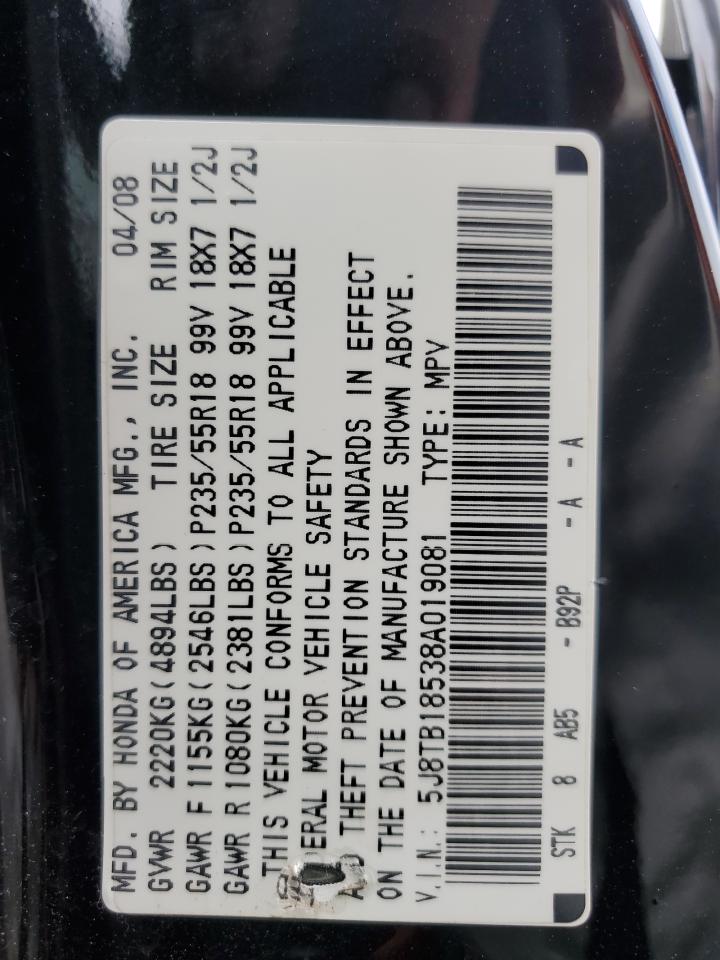 MFD. BY HONDA OF AMERICA MFG., INC. 04/08
GVWR 2220KG(4894LBS) TIRE SIZE RIM SIZE
GAWR F 1155KG(2546LBS)P235/55R18 99V 18X7 1/2J
GAWR R 1080KG(2381LBS)P235/55R18 99V 18X7 1/2J
THIS VEHICLE CONFORMS TO ALL APPLICABLE
MOTOR VEHICLE SAFETY
THEFT PREVENTION STANDARDS IN EFFECT
ON THE DATE OF MANUFACTURE SHOWN ABOVE.
V.I.N.: 5J8TB18538A019081 TYPE: MPV
STK 8 AB5 - B92P - A - A